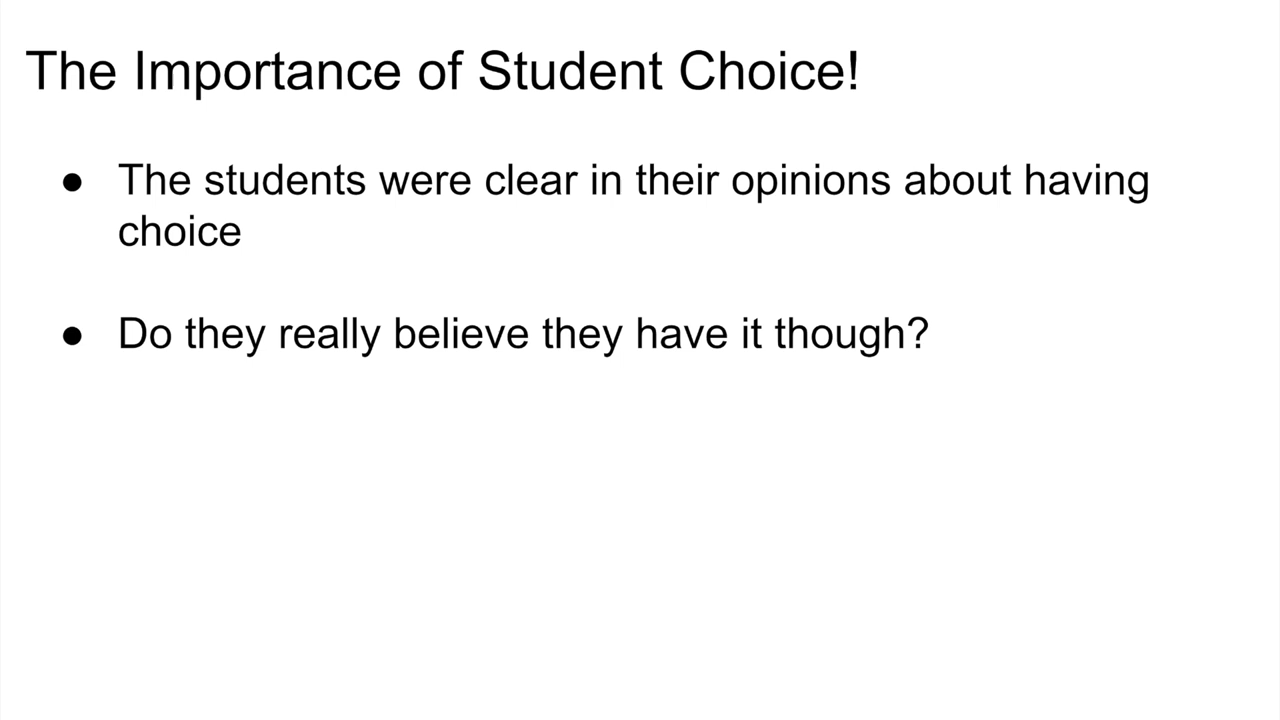 The Importance of Student Choice!
● The students were clear in their opinions about having
choice
● Do they really believe they have it though?